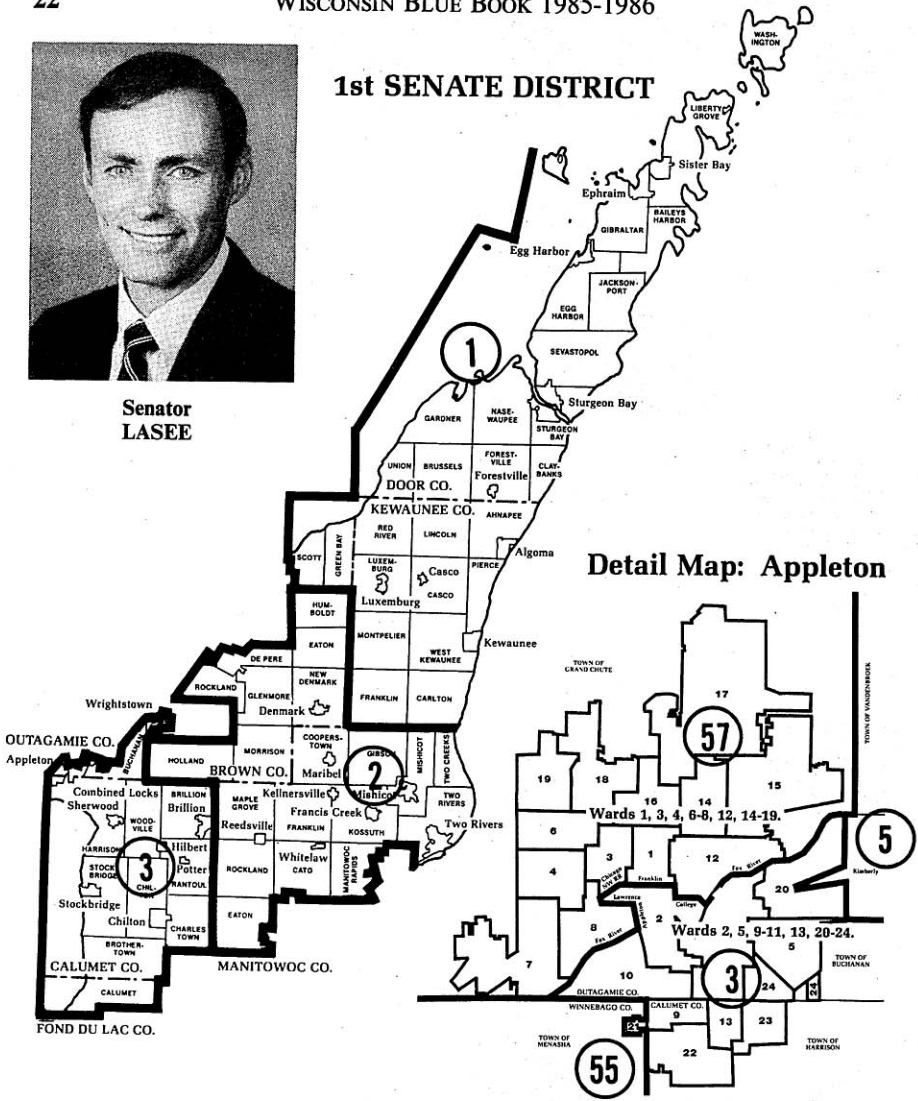 22
WISCONSIN BLUE BOOK 1985-1986
1st SENATE DISTRICT
Senator
LASEE
WASH-
INGTON
LIBERTY
GROVE
Sister Bay
Ephraim
BAILEYS
HARBOR
GIBRALTAR
Egg Harbor
JACKSON-
PORT
EGG
HARBOR
SEVASTOPOL
1
Sturgeon Bay
GARDNER
NASE-
WAUPEE
STURGEON
BAY
UNION
BRUSSELS
FOREST-
VILLE
Forestville
CLAY-
BANKS
DOOR CO.
KEWAUNEE CO.
AHNAPEE
RED
RIVER
LINCOLN
SCOTT
GREEN BAY
Algoma
PIERCE
LUXEM-
BURG
Casco
CASCO
Luxemburg
HUM-
BOLDT
MONTPELIER
WEST
KEWAUNEE
Kewaunee
EATON
DE PERE
NEW
DENMARK
ROCKLAND
GLENMORE
FRANKLIN
CARLTON
Denmark
Wrightstown
COOPERS-
TOWN
GIBSON
MISHICOT
TWO CREEKS
OUTAGAMIE CO.
Appleton
BUCHANAN
HOLLAND
MORRISON
BROWN CO.
Maribel
2
Combined Locks
Sherwood
BRILLION
Brillion
MAPLE
GROVE
Kellnersville
Mishicot
TWO
RIVERS
Francis Creek
WOOD-
VILLE
Reedsville
FRANKLIN
KOSSUTH
Two Rivers
HARRISON
Hilbert
Whitelaw
CATO
MANITOWOC
RAPIDS
STOCK
BRIDGE
3
CHIL-
TON
Potter
RANTOUL
ROCKLAND
Stockbridge
Chilton
CHARLES
TOWN
EATON
BROTHER-
TOWN
CALUMET CO.
MANITOWOC CO.
CALUMET
FOND DU LAC CO.
Detail Map: Appleton
TOWN OF
GRAND CHUTE
TOWN OF VANDENBROEK
17
57
19
18
16
14
15
Wards 1, 3, 4, 6-8, 12, 14-19.
6
5
4
3
1
12
Fox River
Kimberly
Chicago
NW RR
Franklin
20
Lawrence
College
Appleton
8
2
Wards 2, 5, 9-11, 13, 20-24.
5
Fox River
7
10
3
24
24
TOWN OF
BUCHANAN
OUTAGAMIE CO.
WINNEBAGO CO.
CALUMET CO.
9
21
13
23
TOWN OF
MENASHA
22
TOWN OF
HARRISON
55